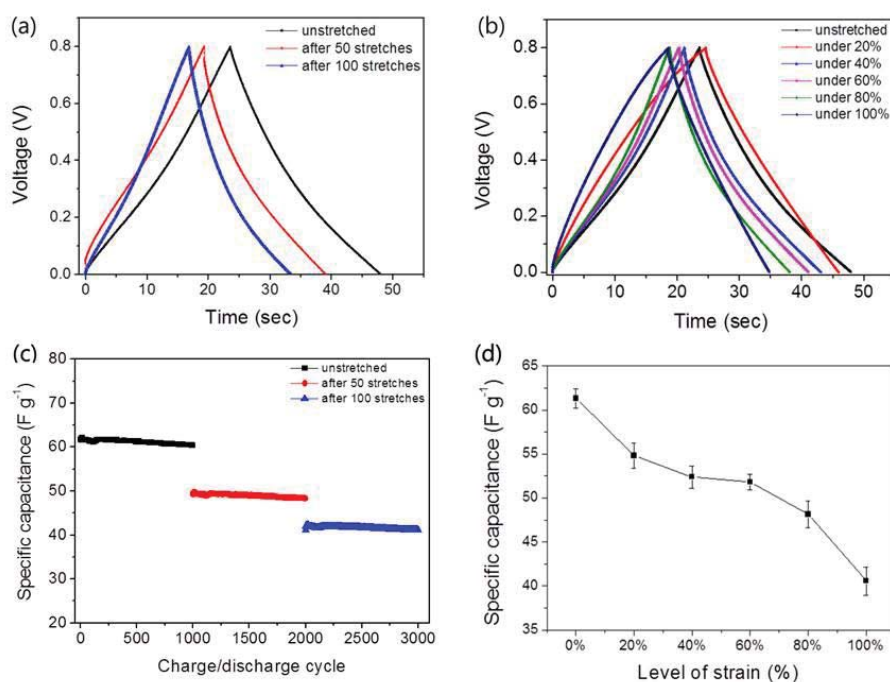 (a)
unstretched
after 50 stretches
after 100 stretches
Voltage (V)
0.8
0.6
0.4
0.2
0.0
0 10 20 30 40 50
Time (sec)
(b)
unstretched
under 20%
under 40%
under 60%
under 80%
under 100%
Voltage (V)
0.8
0.6
0.4
0.2
0.0
0 10 20 30 40 50
Time (sec)
(c)
unstretched
after 50 stretches
after 100 stretches
Specific capacitance (F g-1)
80
70
60
50
40
30
20
0 500 1000 1500 2000 2500 3000
Charge/discharge cycle
(d)
Specific capacitance (F g-1)
65
60
55
50
45
40
35
0% 20% 40% 60% 80% 100%
Level of strain (%)